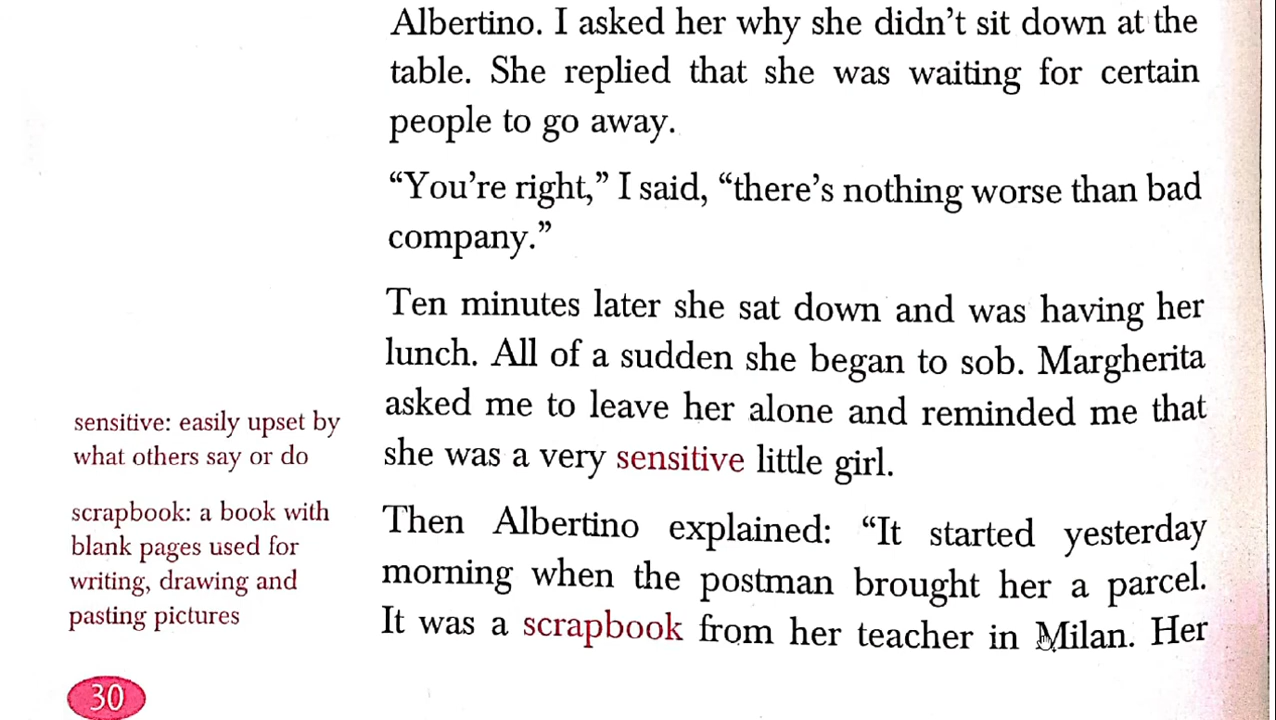 Albertino. I asked her why she didn't sit down at the
table. She replied that she was waiting for certain
people to go away.
“You're right,” I said, “there's nothing worse than bad
company.”
Ten minutes later she sat down and was having her
lunch. All of a sudden she began to sob. Margherita
asked me to leave her alone and reminded me that
she was a very sensitive little girl.
Then Albertino explained: “It started yesterday
morning when the postman brought her a parcel.
It was a scrapbook from her teacher in Milan. Her
sensitive: easily upset by
what others say or do
scrapbook: a book with
blank pages used for
writing, drawing and
pasting pictures
30